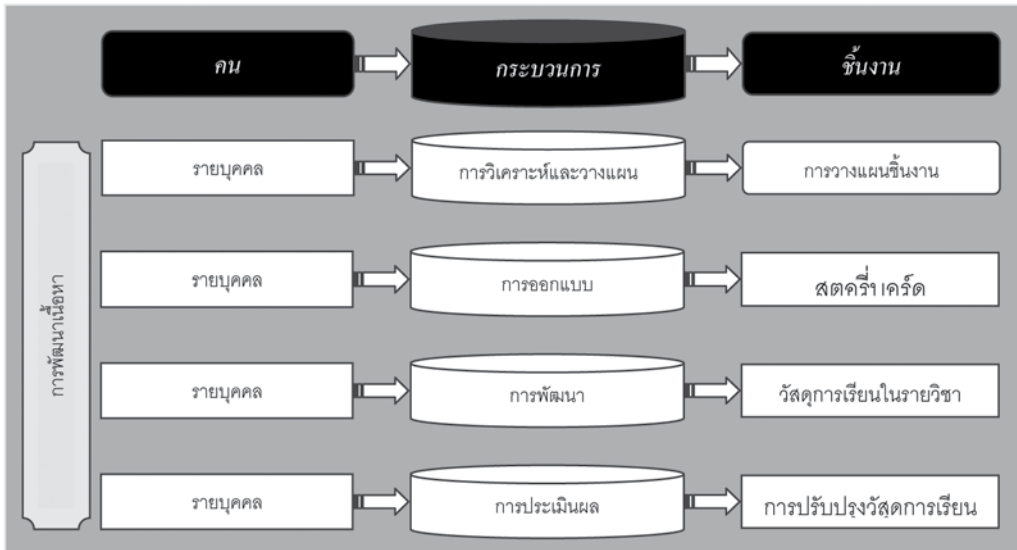 คน
กระบวนการ
ชิ้นงาน
การพัฒนาเนื้อหา
รายบุคคล
การวิเคราะห์และวางแผน
การวางแผนชิ้นงาน
รายบุคคล
การออกแบบ
รายบุคคล
การพัฒนา
วัสดุการเรียนในรายวิชา
รายบุคคล
การประเมินผล
การปรับปรุงวัสดุการเรียน